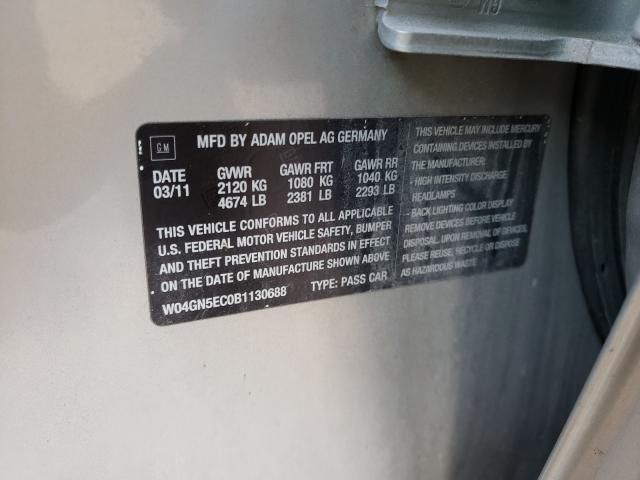 GM
MFD BY ADAM OPEL AG GERMANY
DATE GVWR GAWR FRT GAWR RR
03/11 2120 KG 1080 KG 1040 KG
4674 LB 2381 LB 2293 LB
THIS VEHICLE CONFORMS TO ALL APPLICABLE
U.S. FEDERAL MOTOR VEHICLE SAFETY, BUMPER
AND THEFT PREVENTION STANDARDS IN EFFECT
ON THE DATE OF MANUFACTURE SHOWN ABOVE
W04GN5EC0B1130688 TYPE: PASS CAR
THIS VEHICLE MAY INCLUDE MERCURY
CONTAINING DEVICES INSTALLED BY
THE MANUFACTURER:
- HIGH INTENSITY DISCHARGE
HEADLAMPS
- BACK LIGHTING COLOR DISPLAY
REMOVE DEVICES BEFORE VEHICLE
DISPOSAL. UPON REMOVAL OF DEVICES,
PLEASE REUSE, RECYCLE OR DISPOSE
AS HAZARDOUS WASTE.